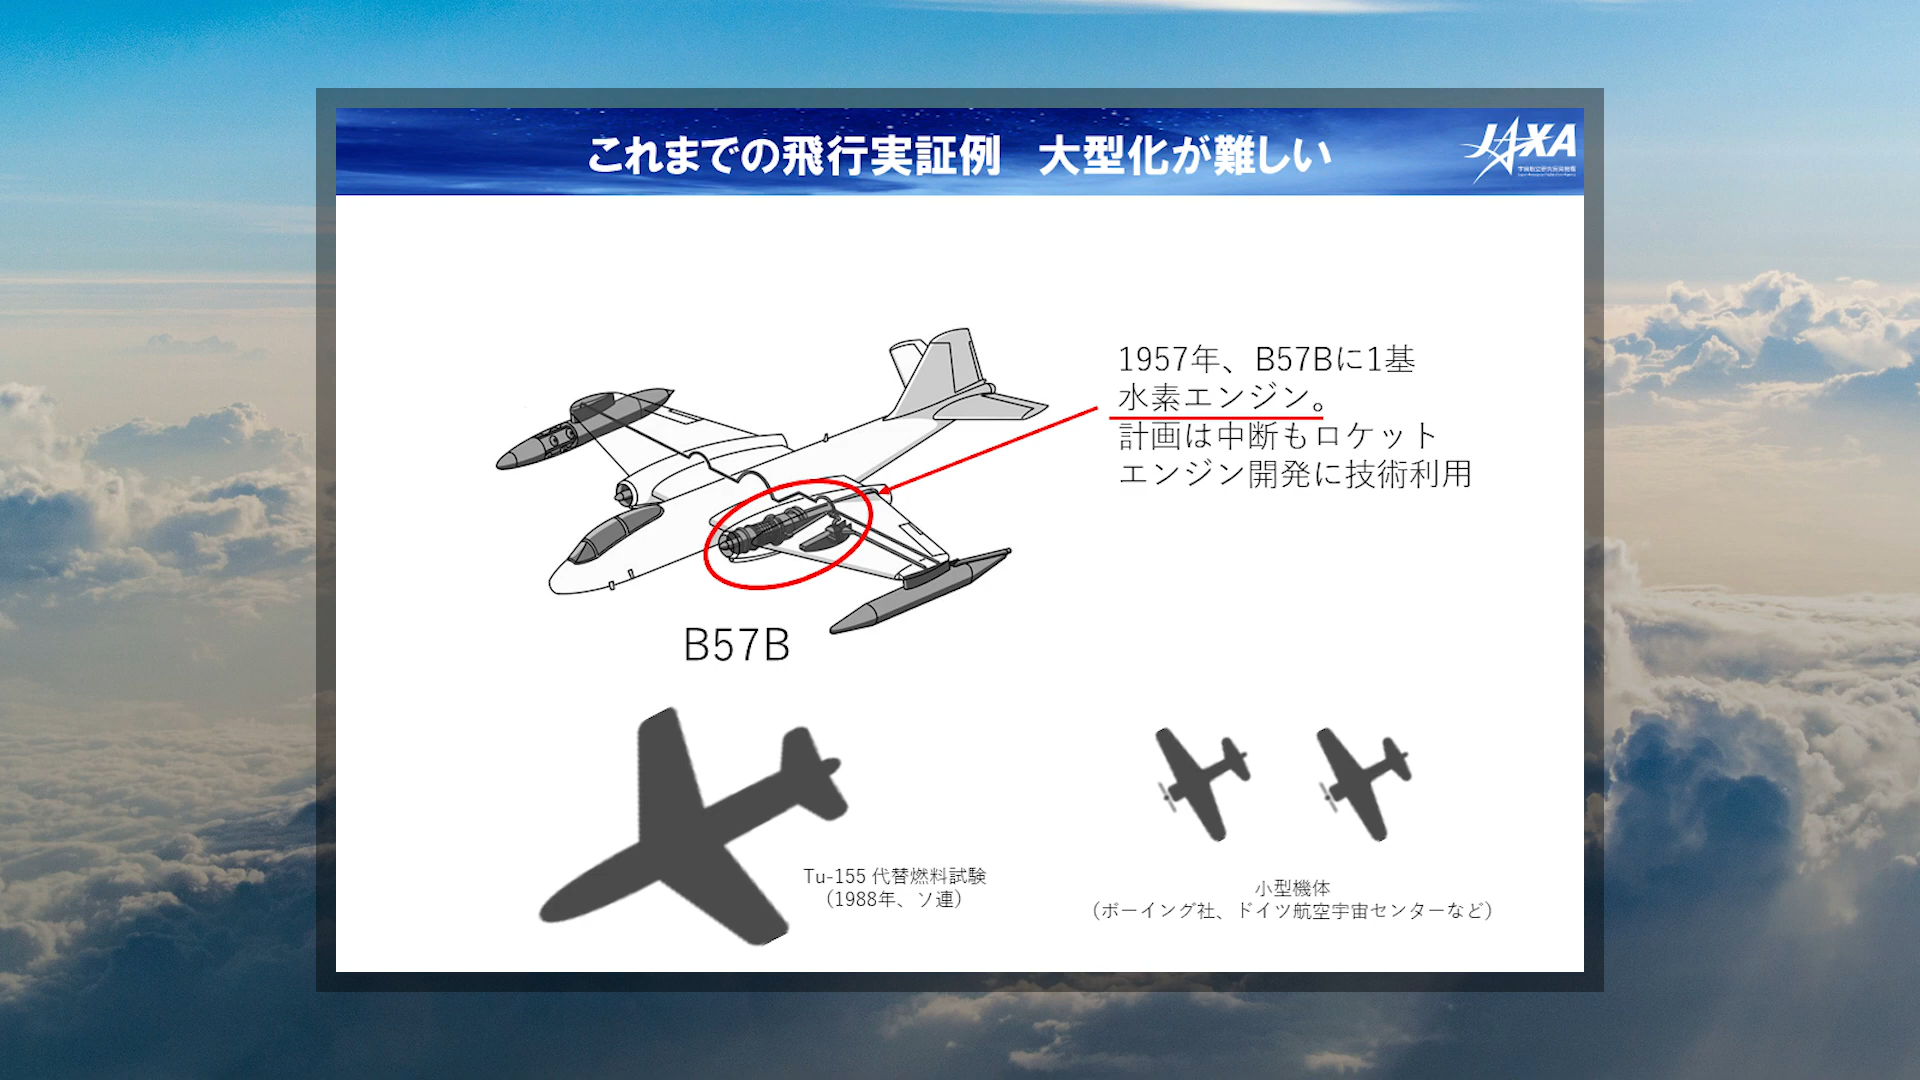 これまでの飛行実証例　大型化が難しい
JAXA
1957年、B57Bに1基
水素エンジン。
計画は中断もロケット
エンジン開発に技術利用
B57B
Tu-155 代替燃料試験
（1988年、ソ連）
小型機体
（ボーイング社、ドイツ航空宇宙センターなど）